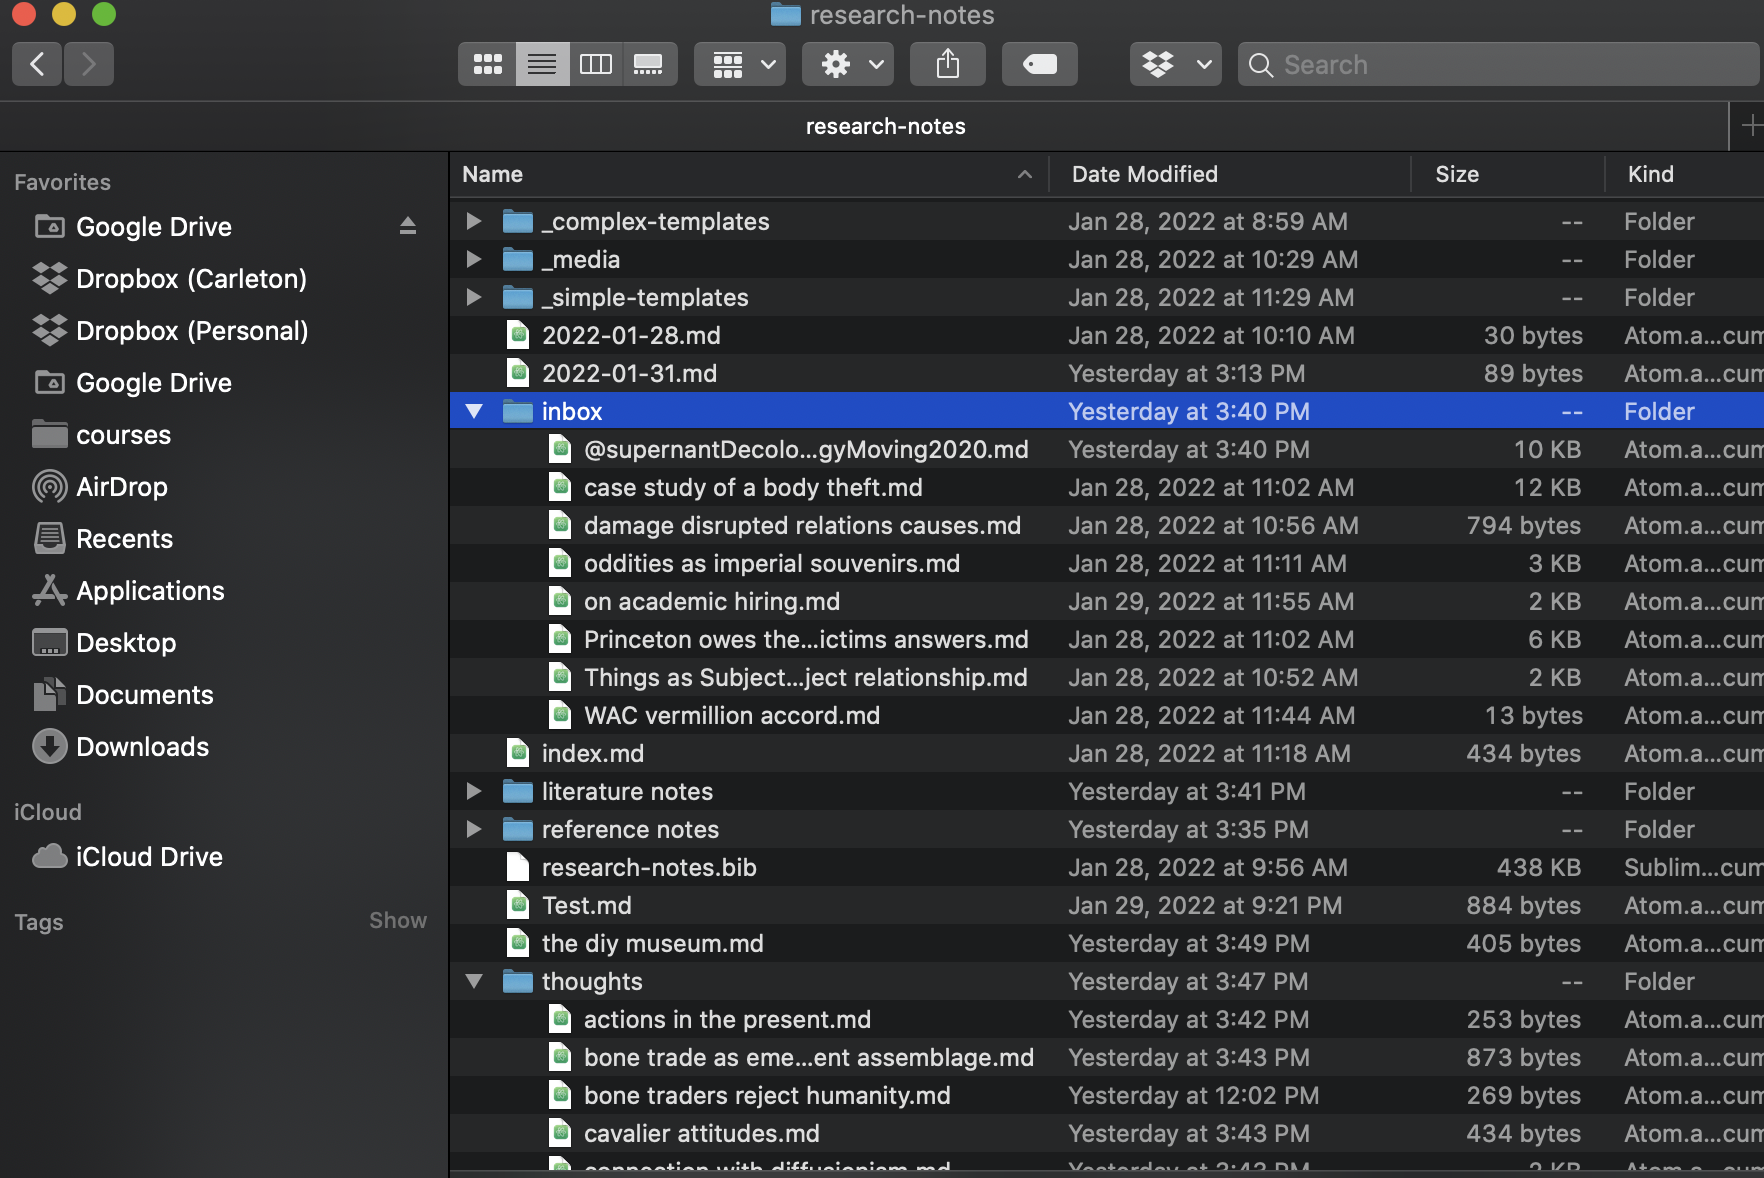 research-notes
Search
research-notes
Favorites
Google Drive
Dropbox (Carleton)
Dropbox (Personal)
Google Drive
courses
AirDrop
Recents
Applications
Desktop
Documents
Downloads
iCloud
iCloud Drive
Tags Show
Name Date Modified Size Kind
_complex-templates Jan 28, 2022 at 8:59 AM -- Folder
_media Jan 28, 2022 at 10:29 AM -- Folder
_simple-templates Jan 28, 2022 at 11:29 AM -- Folder
2022-01-28.md Jan 28, 2022 at 10:10 AM 30 bytes Atom.a...cum
2022-01-31.md Yesterday at 3:13 PM 89 bytes Atom.a...cum
inbox Yesterday at 3:40 PM -- Folder
@supernantDecolo...gyMoving2020.md Yesterday at 3:40 PM 10 KB Atom.a...cum
case study of a body theft.md Jan 28, 2022 at 11:02 AM 12 KB Atom.a...cum
damage disrupted relations causes.md Jan 28, 2022 at 10:56 AM 794 bytes Atom.a...cum
oddities as imperial souvenirs.md Jan 28, 2022 at 11:11 AM 3 KB Atom.a...cum
on academic hiring.md Jan 29, 2022 at 11:55 AM 2 KB Atom.a...cum
Princeton owes the...ictims answers.md Jan 28, 2022 at 11:02 AM 6 KB Atom.a...cum
Things as Subject...ject relationship.md Jan 28, 2022 at 10:52 AM 2 KB Atom.a...cum
WAC vermillion accord.md Jan 28, 2022 at 11:44 AM 13 bytes Atom.a...cum
index.md Jan 28, 2022 at 11:18 AM 434 bytes Atom.a...cum
literature notes Yesterday at 3:41 PM -- Folder
reference notes Yesterday at 3:35 PM -- Folder
research-notes.bib Jan 28, 2022 at 9:56 AM 438 KB Sublim...cum
Test.md Jan 29, 2022 at 9:21 PM 884 bytes Atom.a...cum
the diy museum.md Yesterday at 3:49 PM 405 bytes Atom.a...cum
thoughts Yesterday at 3:47 PM -- Folder
actions in the present.md Yesterday at 3:42 PM 253 bytes Atom.a...cum
bone trade as eme...ent assemblage.md Yesterday at 3:43 PM 873 bytes Atom.a...cum
bone traders reject humanity.md Yesterday at 12:02 PM 269 bytes Atom.a...cum
cavalier attitudes.md Yesterday at 3:43 PM 434 bytes Atom.a...cum
connection with diffusionism.md Yesterday at 3:43 PM 2 KB Atom.a...cum